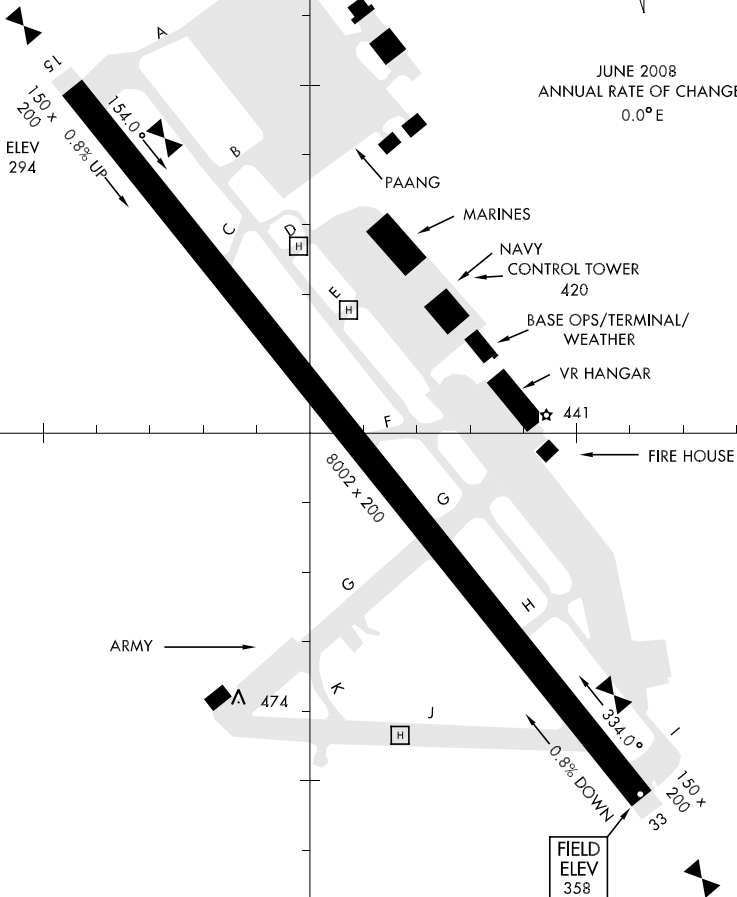 A
JUNE 2008
ANNUAL RATE OF CHANGE
0.0° E
15
150 x
200
154.0°
0.8% UP
ELEV
294
B
PAANG
MARINES
C
D
H
NAVY
CONTROL TOWER
420
E
H
BASE OPS/TERMINAL/
WEATHER
VR HANGAR
441
F
FIRE HOUSE
8002 x 200
G
G
H
ARMY
K
474
J
H
334.0°
I
0.8% DOWN
150 x
200
33
FIELD
ELEV
358